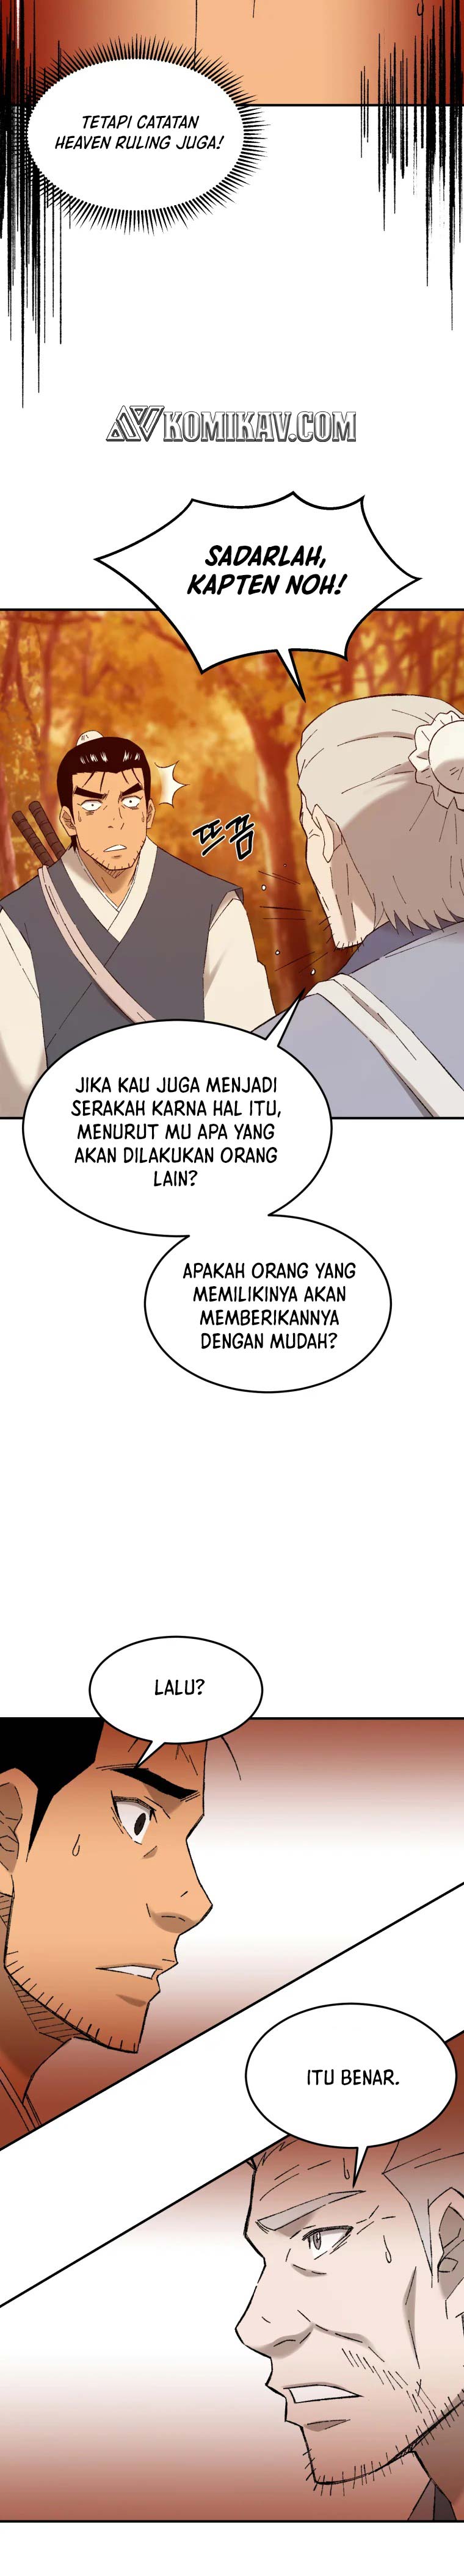 TETAPI CATATAN
HEAVEN RULING JUGA!
KOMIKAV.COM
SADARLAH,
KAPTEN NOH!
뜨끔
JIKA KAU JUGA MENJADI
SERAKAH KARNA HAL ITU,
MENURUT MU APA YANG
AKAN DILAKUKAN ORANG
LAIN?
APAKAH ORANG YANG
MEMILIKINYA AKAN
MEMBERIKANNYA
DENGAN MUDAH?
LALU?
ITU BENAR.